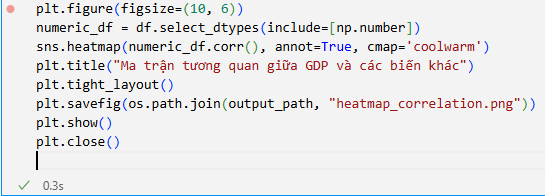 plt.figure(figsize=(10, 6))
numeric_df = df.select_dtypes(include=[np.number])
sns.heatmap(numeric_df.corr(), annot=True, cmap='coolwarm')
plt.title("Ma trận tương quan giữa GDP và các biến khác")
plt.tight_layout()
plt.savefig(os.path.join(output_path, "heatmap_correlation.png"))
plt.show()
plt.close()
0.3s